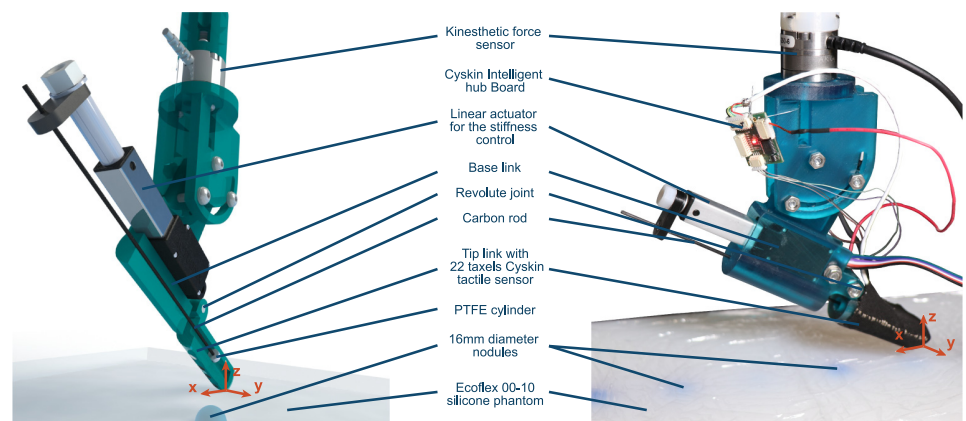 Kinesthetic force
sensor
Cyskin Intelligent
hub Board
Linear actuator
for the stiffness
control
Base link
Revolute joint
Carbon rod
Tip link with
22 taxels Cyskin
tactile sensor
PTFE cylinder
16mm diameter
nodules
Ecoflex 00-10
silicone phantom
z
x
y
z
x
y